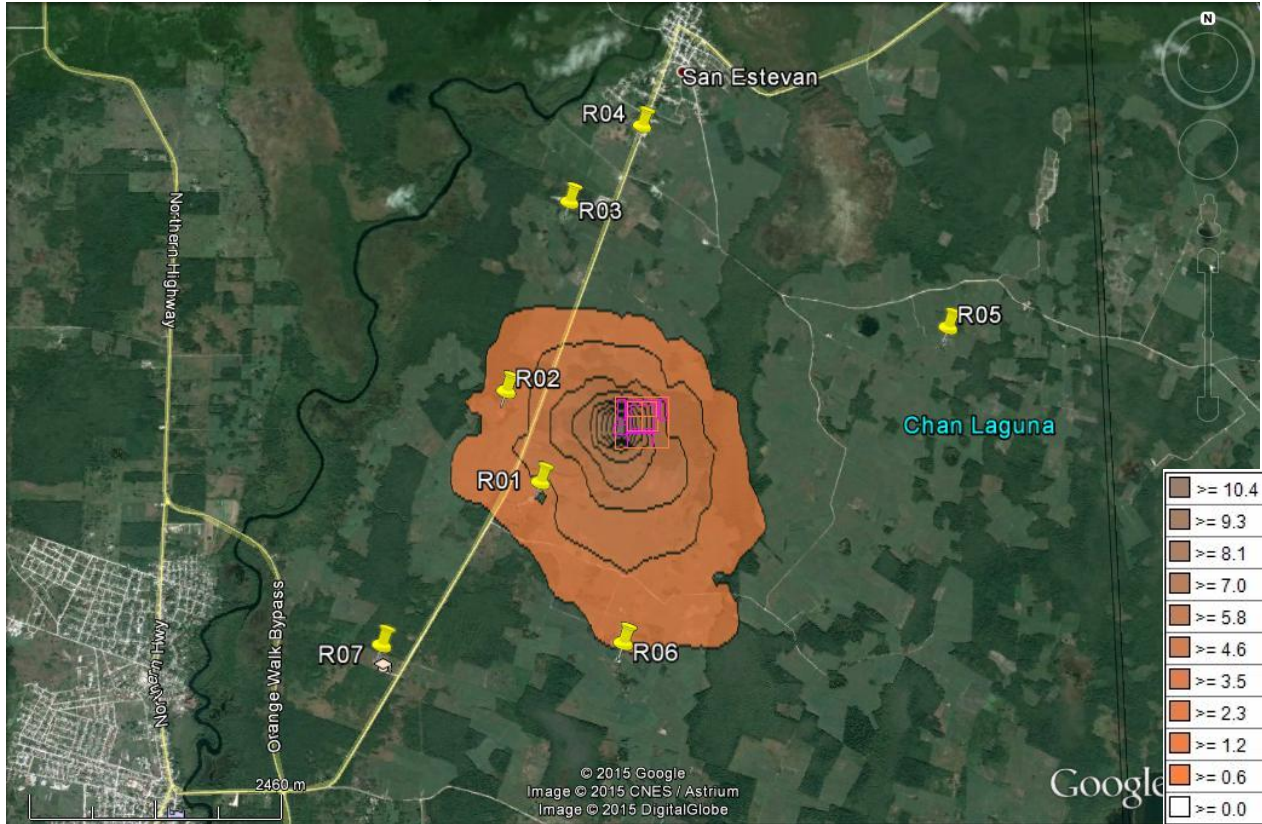 N
San Estevan
R04
R03
Northern Highway
R05
R02
Chan Laguna
R01
>= 10.4
>= 9.3
>= 8.1
>= 7.0
>= 5.8
>= 4.6
>= 3.5
>= 2.3
>= 1.2
>= 0.6
>= 0.0
Orange Walk Bypass
Northern Hwy
R07
R06
2460 m
© 2015 Google
Image © 2015 CNES / Astrium
Image © 2015 DigitalGlobe
Google